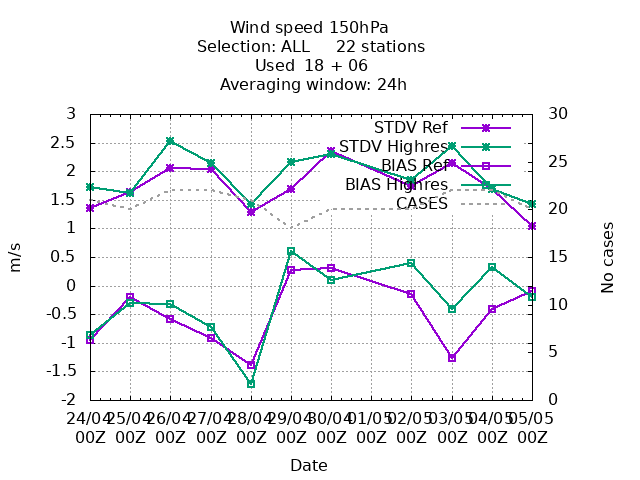 Wind speed 150hPa
Selection: ALL 22 stations
Used 18 + 06
Averaging window: 24h
3
2.5
2
1.5
1
0.5
0
-0.5
-1
-1.5
-2
m/s
30
25
20
15
10
5
0
No cases
STDV Ref
STDV Highres
BIAS Ref
BIAS Highres
CASES
24/04 25/04 26/04 27/04 28/04 29/04 30/04 01/05 02/05 03/05 04/05 05/05
00Z 00Z 00Z 00Z 00Z 00Z 00Z 00Z 00Z 00Z 00Z 00Z
Date